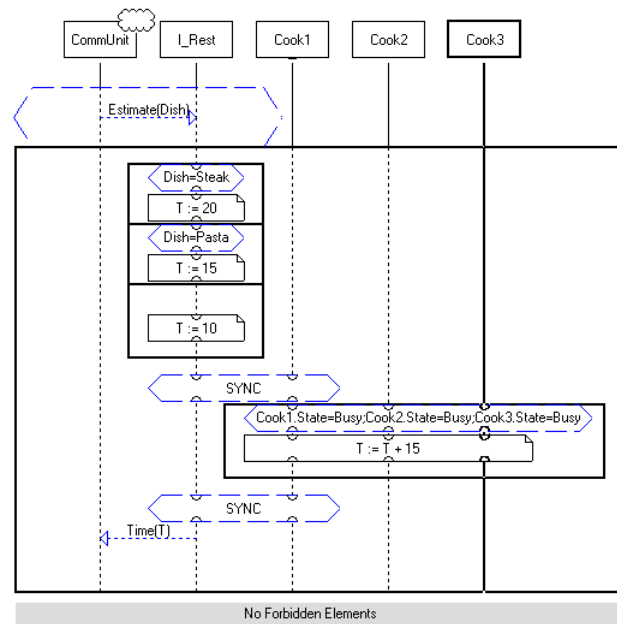 CommUnit
I_Rest
Cook1
Cook2
Cook3
Estimate(Dish)
Dish=Steak
T := 20
Dish=Pasta
T := 15
T := 10
SYNC
Cook1.State=Busy;Cook2.State=Busy;Cook3.State=Busy
T := T + 15
SYNC
Time(T)
No Forbidden Elements